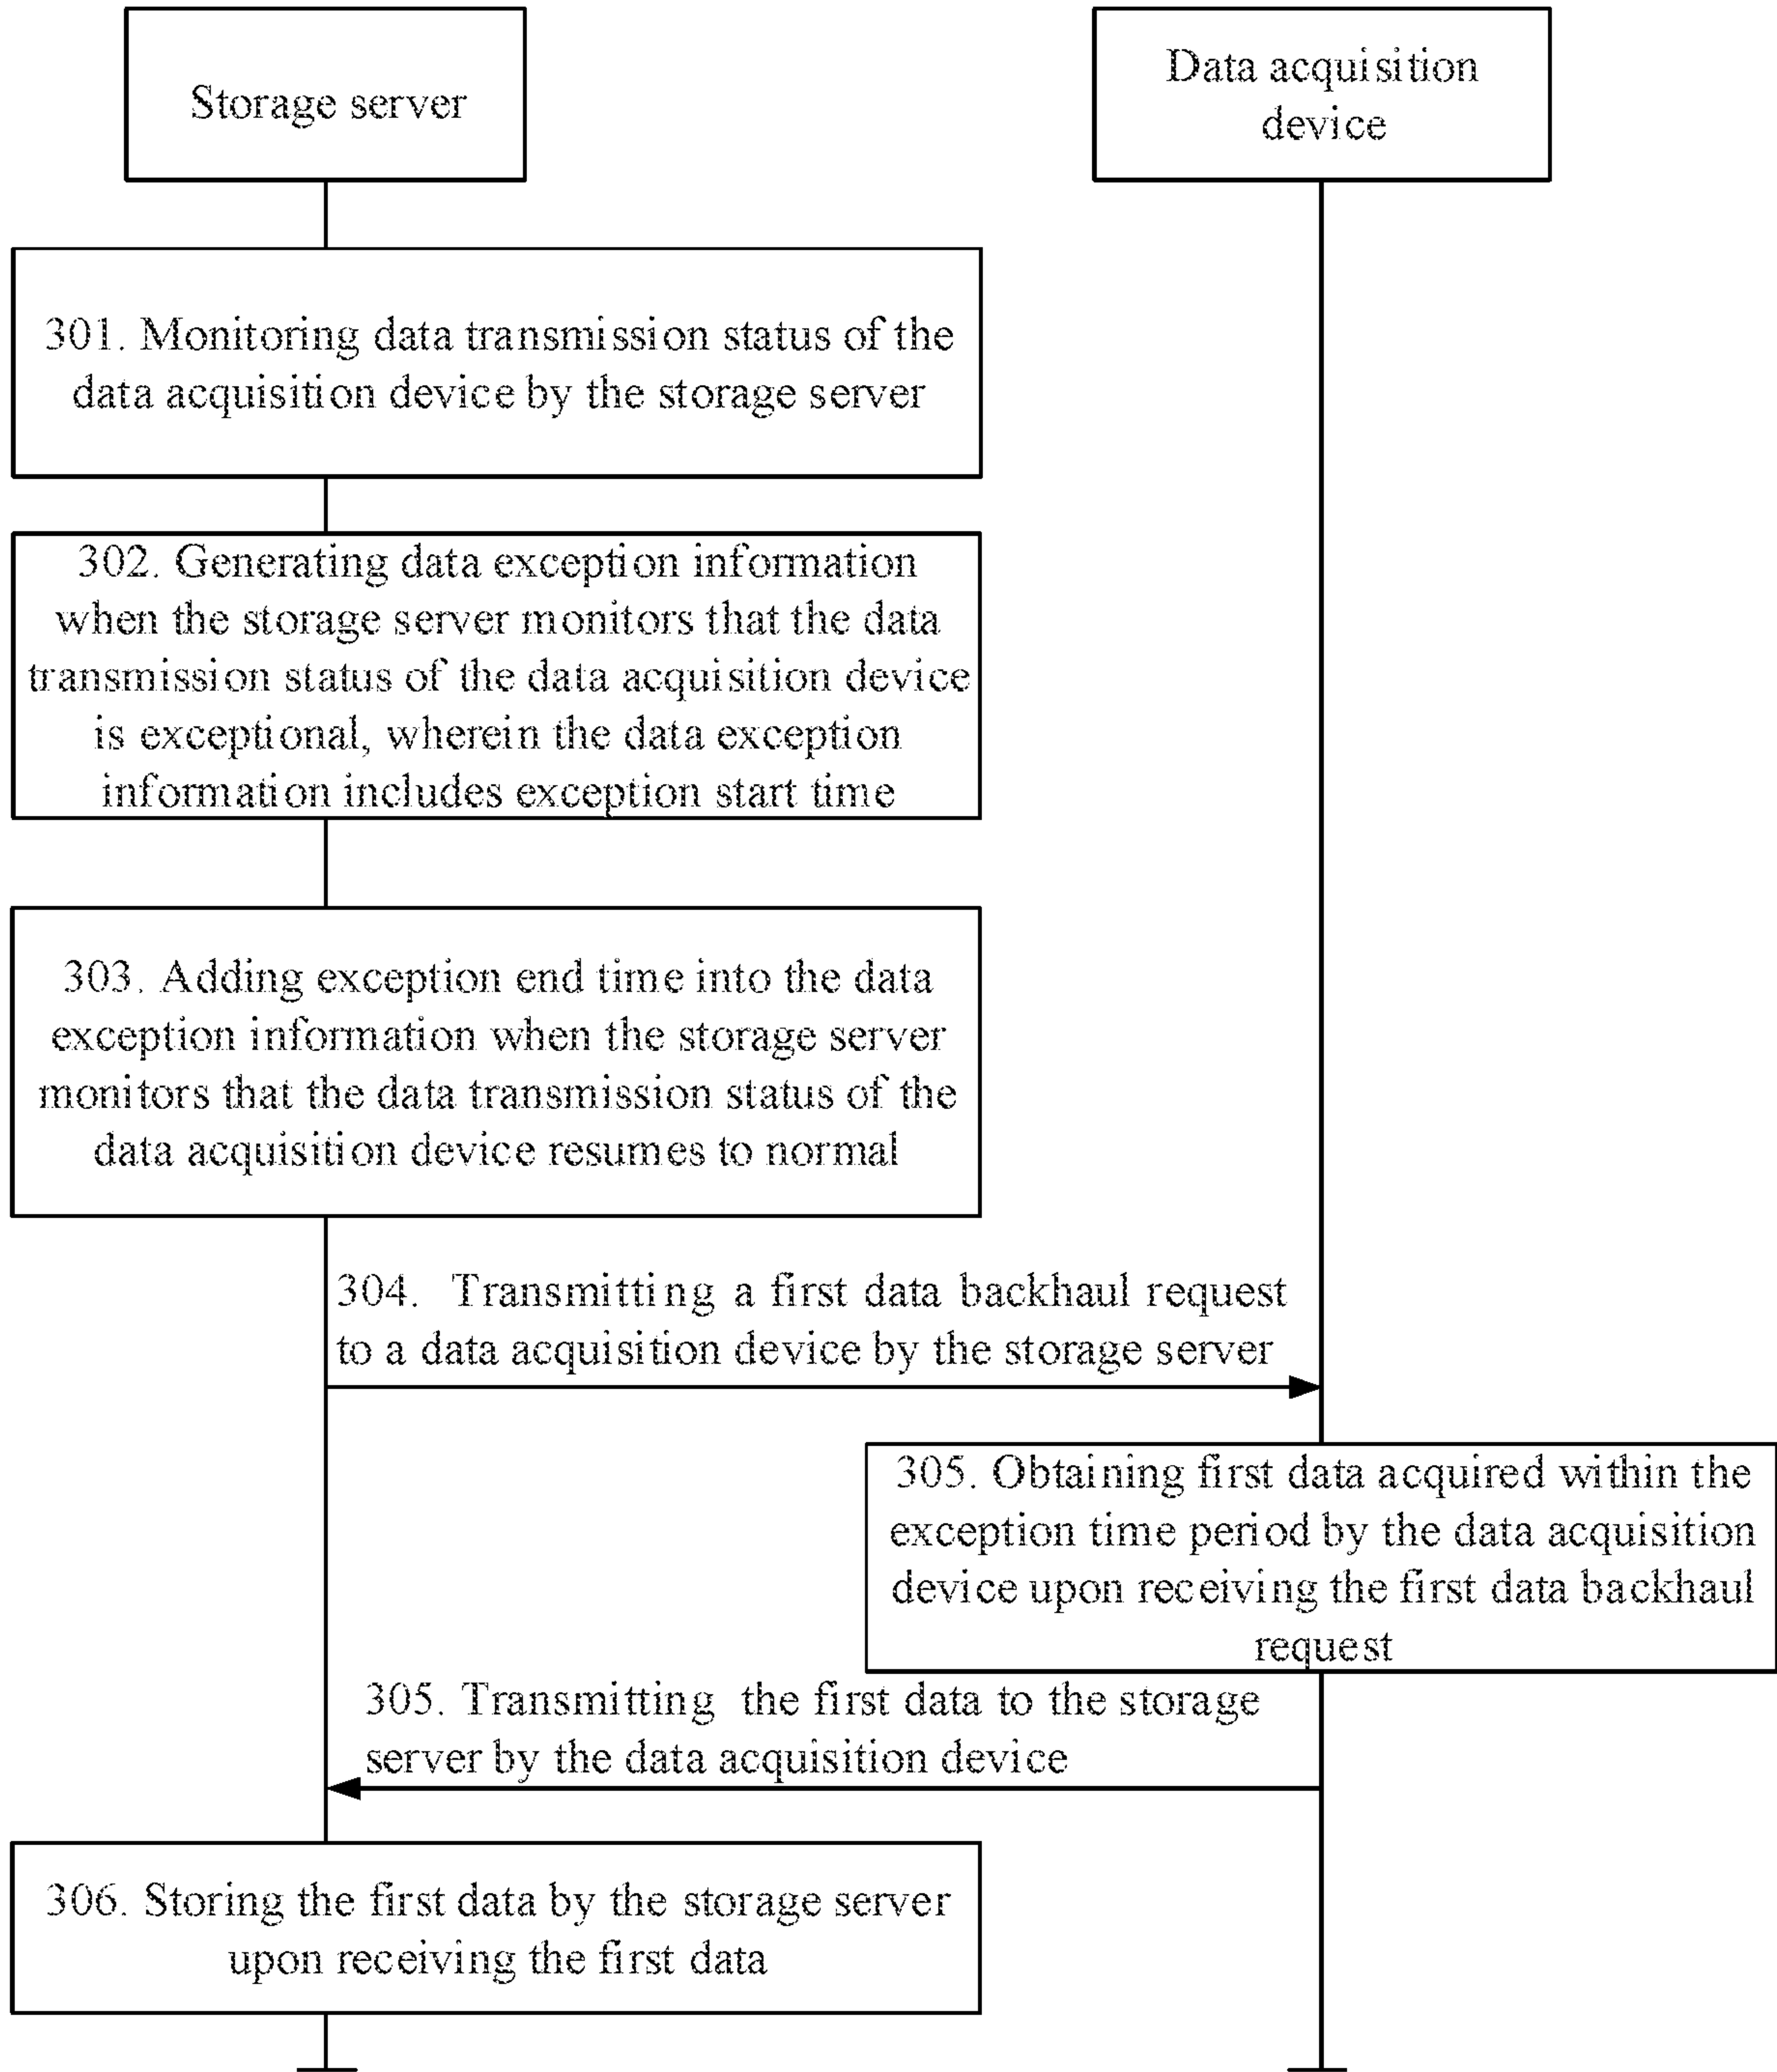 Storage server
Data acquisition
device
301. Monitoring data transmission status of the
data acquisition device by the storage server
302. Generating data exception information
when the storage server monitors that the data
transmission status of the data acquisition device
is exceptional, wherein the data exception
information includes exception start time
303. Adding exception end time into the data
exception information when the storage server
monitors that the data transmission status of the
data acquisition device resumes to normal
304. Transmitting a first data backhaul request
to a data acquisition device by the storage server
305. Obtaining first data acquired within the
exception time period by the data acquisition
device upon receiving the first data backhaul
request
305. Transmitting the first data to the storage
server by the data acquisition device
306. Storing the first data by the storage server
upon receiving the first data